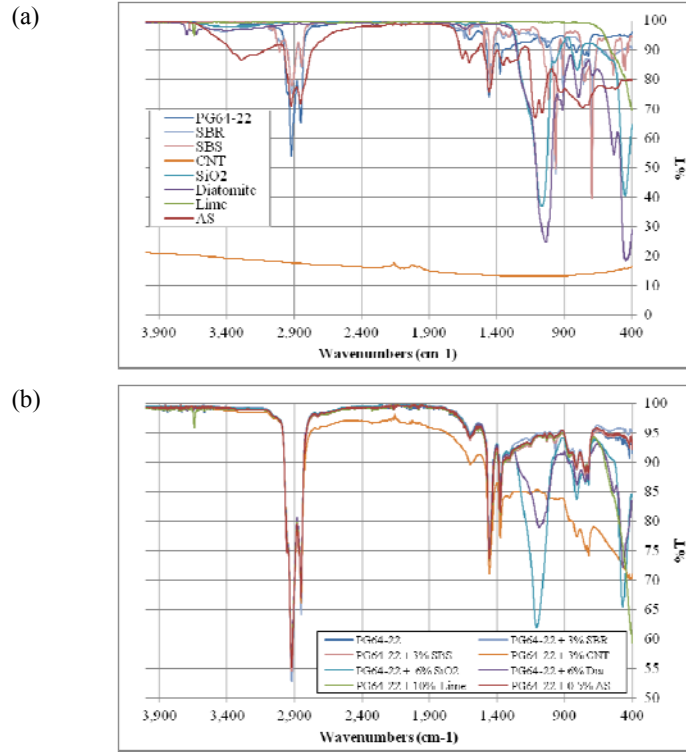 (a)
100
90
80
70
60
50
40
30
20
10
0
T%
PG64-22
SBR
SBS
CNT
SiO2
Diatomite
Lime
AS
3,900 3,400 2,900 2,400 1,900 1,400 900 400
Wavenumbers (cm-1)
(b)
100
95
90
85
80
75
70
65
60
55
50
T%
PG64-22 PG64-22 + 3% SBR
PG64-22 + 3% SBS PG64-22 + 3% CNT
PG64-22 + 6% SiO2 PG64-22 + 6% Dia
PG64-22 + 10% Lime PG64-22 + 0.5% AS
3,900 3,400 2,900 2,400 1,900 1,400 900 400
Wavenumbers (cm-1)